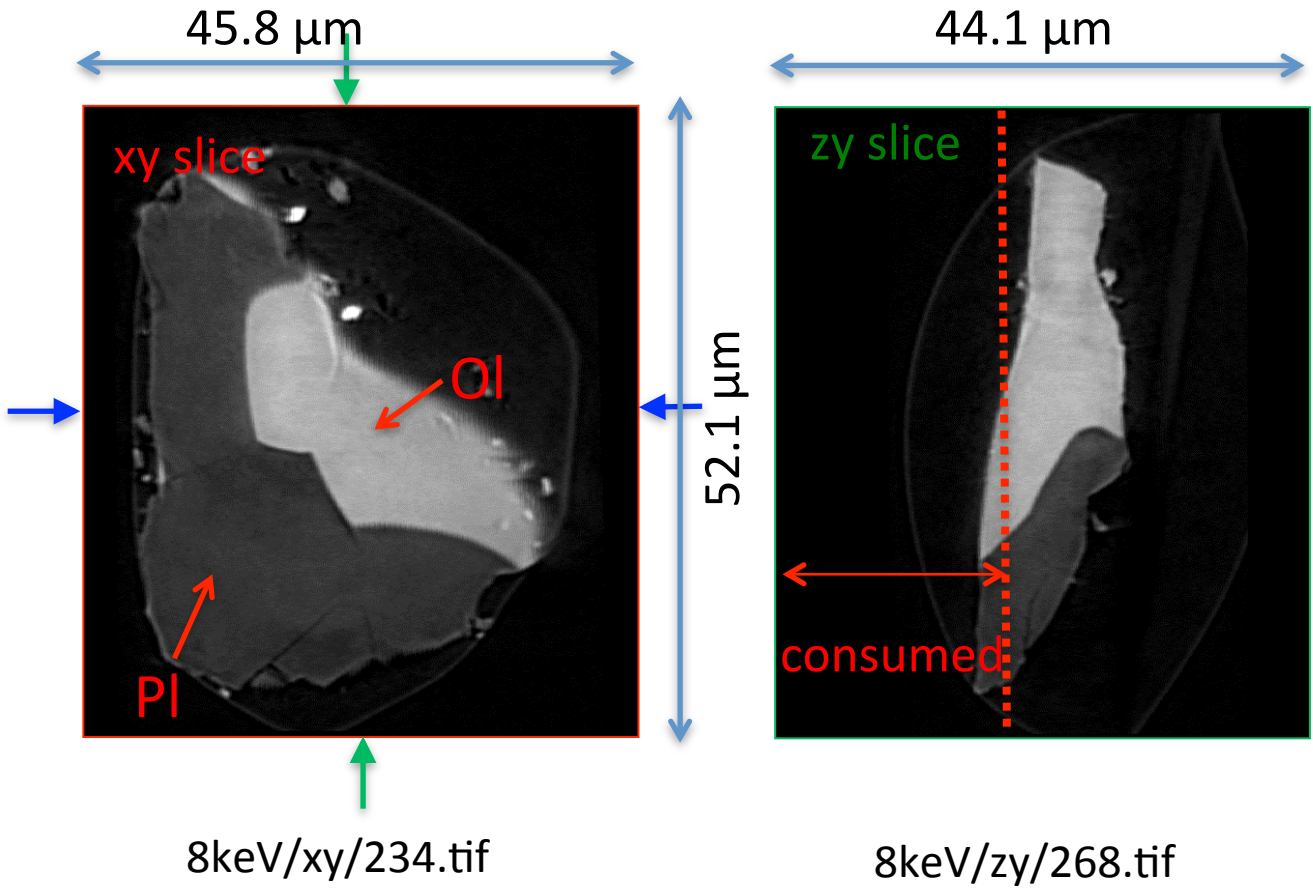 45.8 µm
44.1 µm
xy slice
zy slice
Ol
52.1 µm
consumed
Pl
8keV/xy/234.tif
8keV/zy/268.tif